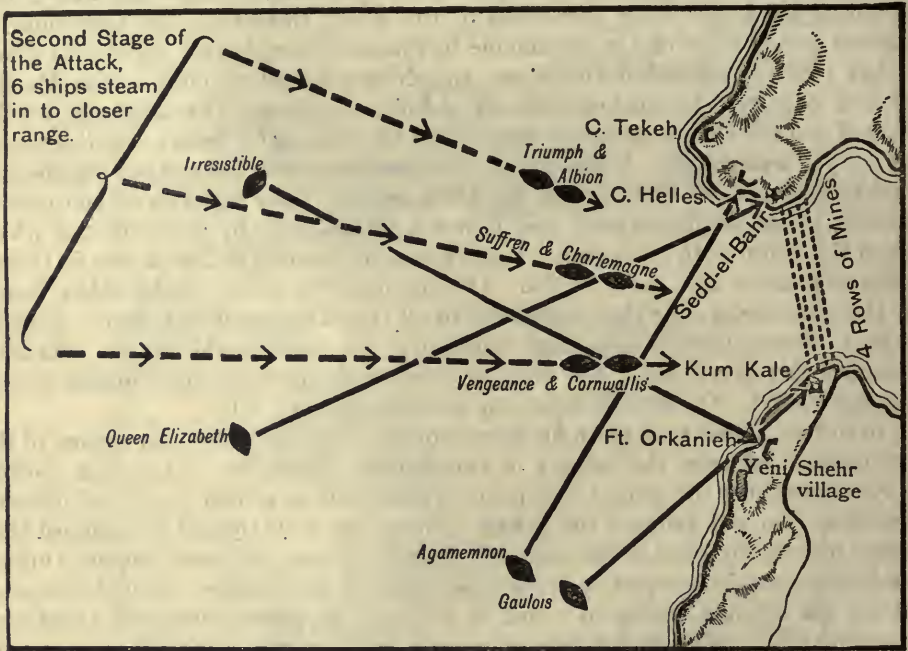 Second Stage of
the Attack,
6 ships steam
in to closer
range.
C. Tekeh
Irresistible
Triumph &
Albion
C. Helles
Suffren & Charlemagne
Sedd-el-Bahr
4 Rows of Mines
Vengeance & Cornwallis
Kum Kale
Queen Elizabeth
Ft. Orkanieh
Yeni Shehr
village
Agamemnon
Gaulois